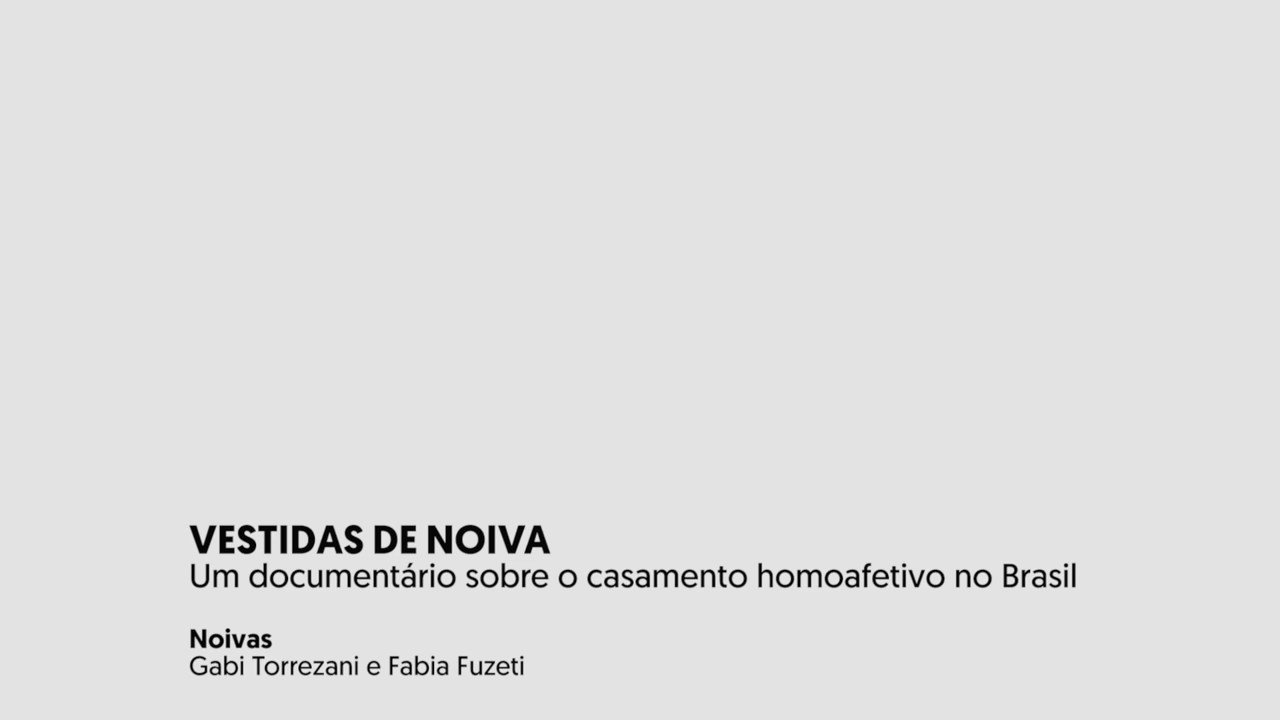 VESTIDAS DE NOIVA
Um documentário sobre o casamento homoafetivo no Brasil
Noivas
Gabi Torrezani e Fabia Fuzeti